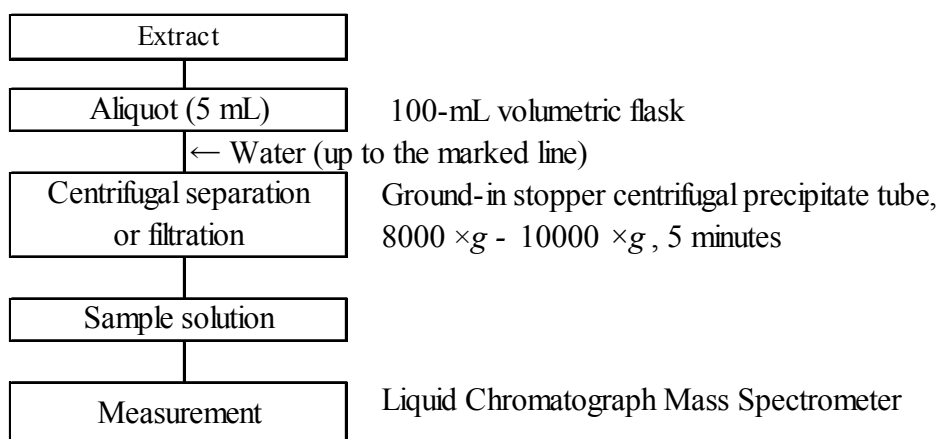 Extract
Aliquot (5 mL)
100-mL volumetric flask
← Water (up to the marked line)
Centrifugal separation
or filtration
Ground-in stopper centrifugal precipitate tube,
8000 ×g - 10000 ×g , 5 minutes
Sample solution
Measurement
Liquid Chromatograph Mass Spectrometer